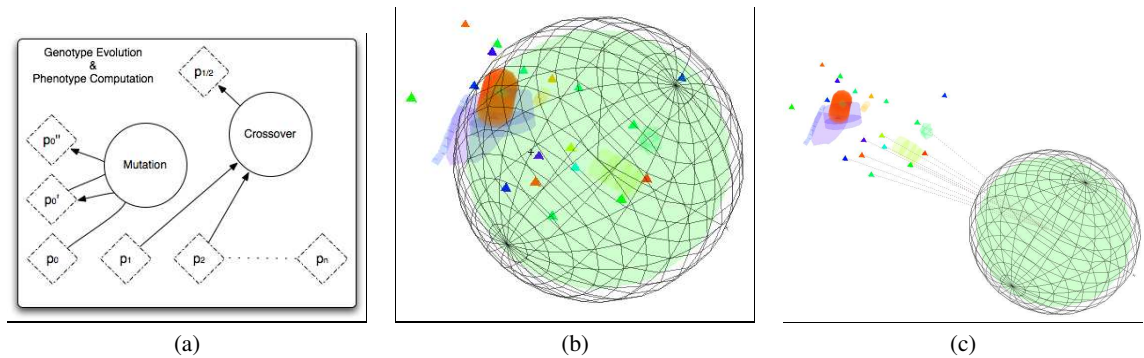 Genotype Evolution
&
Phenotype Computation
p1/2
Crossover
p0''
Mutation
p0'
p0
p1
p2
pn
(a)
(b)
(c)